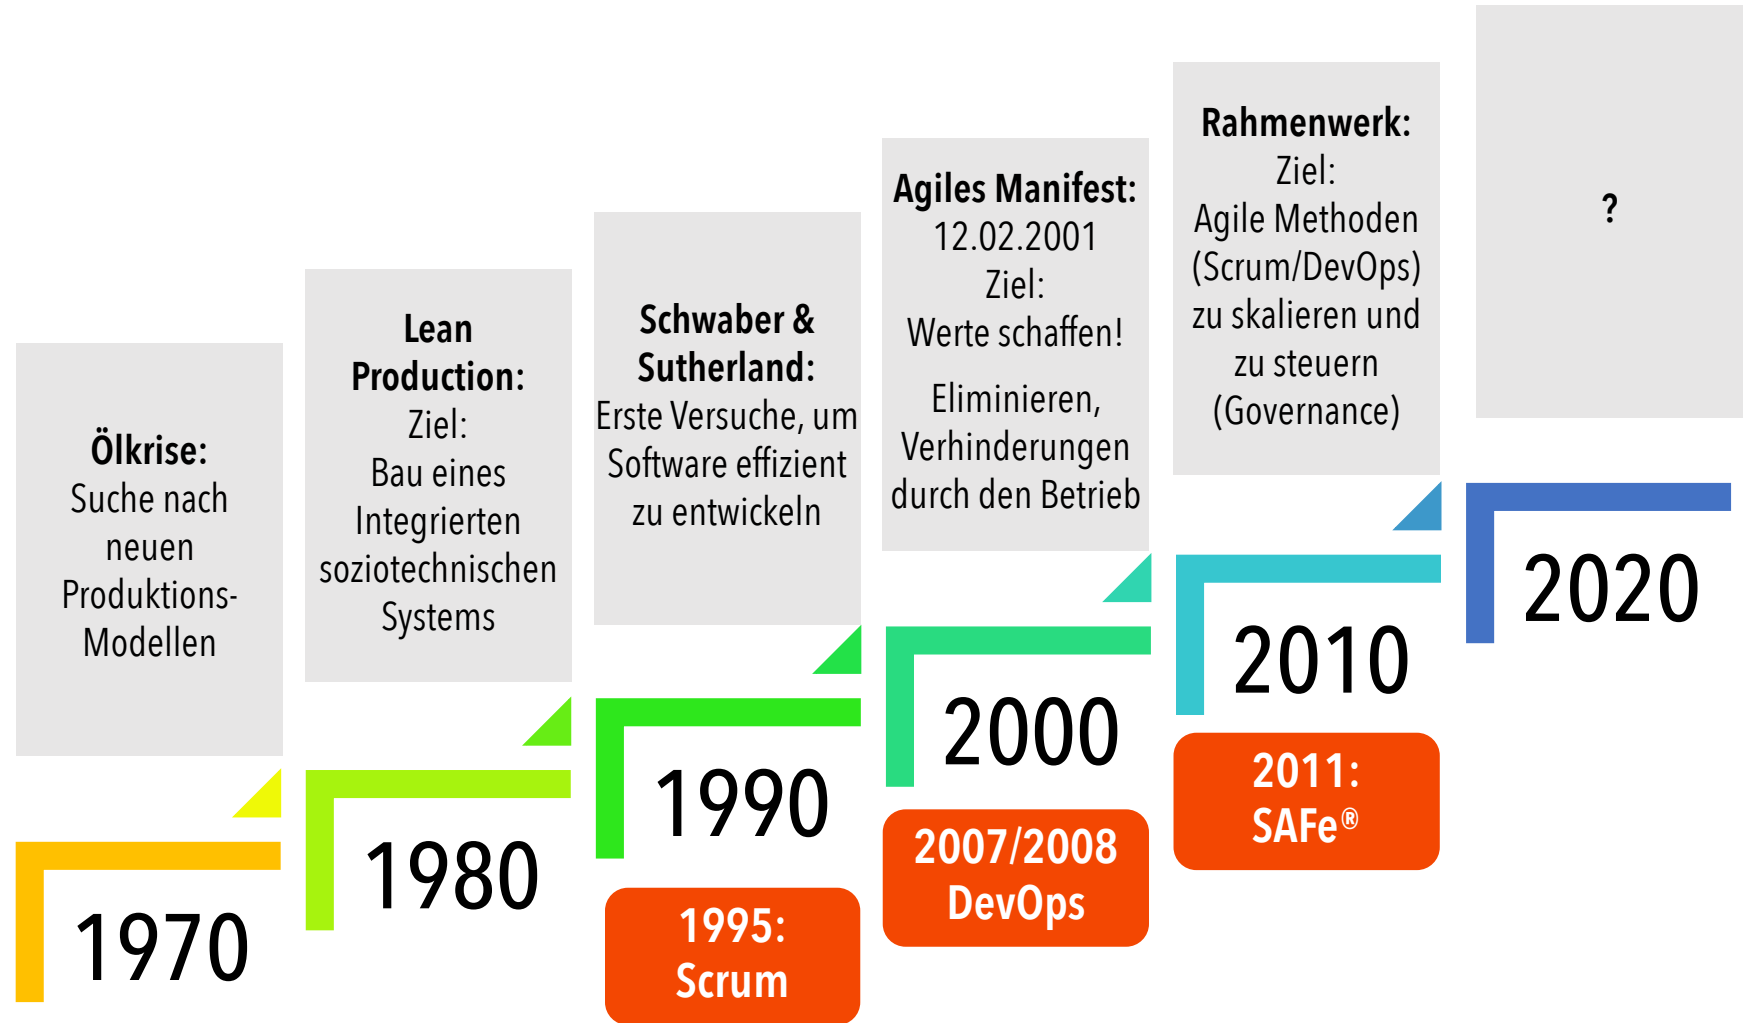 Ölkrise:
Suche nach
neuen
Produktions-
Modellen
1970
Lean
Production:
Ziel:
Bau eines
Integrierten
soziotechnischen
Systems
1980
Schwaber &
Sutherland:
Erste Versuche, um
Software effizient
zu entwickeln
1990
1995:
Scrum
Agiles Manifest:
12.02.2001
Ziel:
Werte schaffen!
Eliminieren,
Verhinderungen
durch den Betrieb
2000
2007/2008
DevOps
Rahmenwerk:
Ziel:
Agile Methoden
(Scrum/DevOps)
zu skalieren und
zu steuern
(Governance)
2010
2011:
SAFe®
?
2020